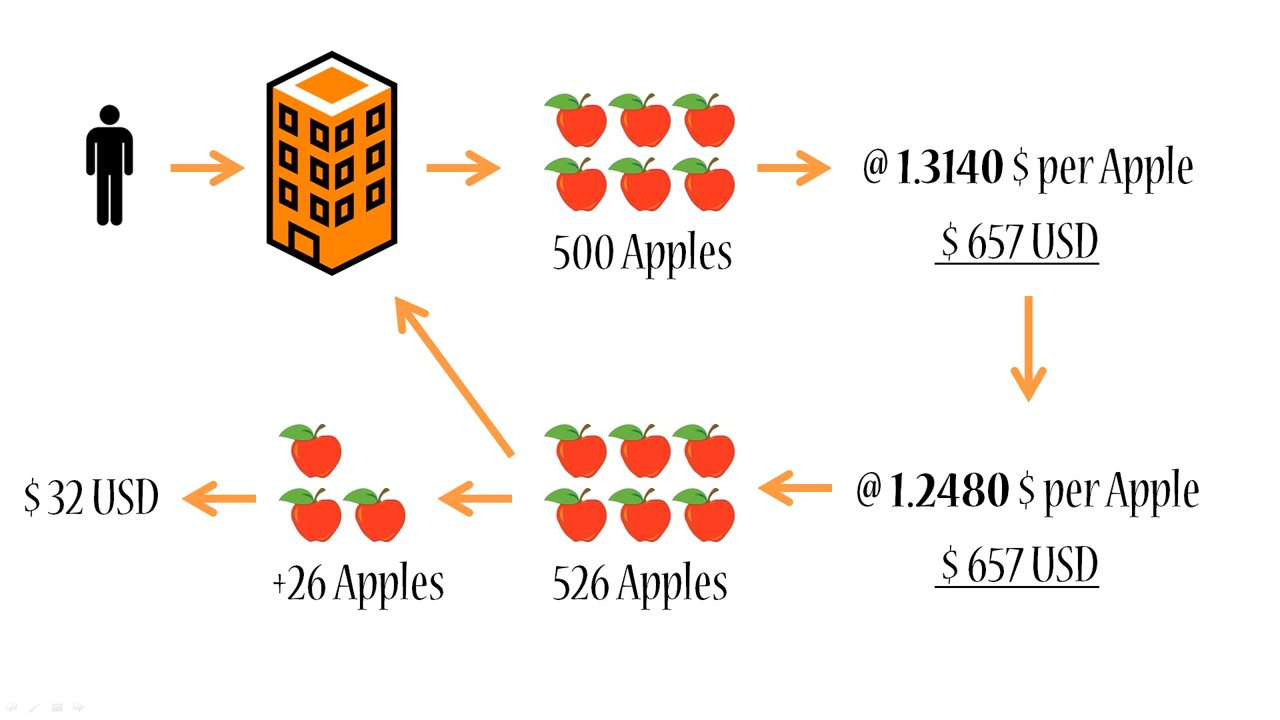 @ 1.3140 $ per Apple
$ 657 USD
500 Apples
$ 32 USD
+26 Apples
526 Apples
@ 1.2480 $ per Apple
$ 657 USD